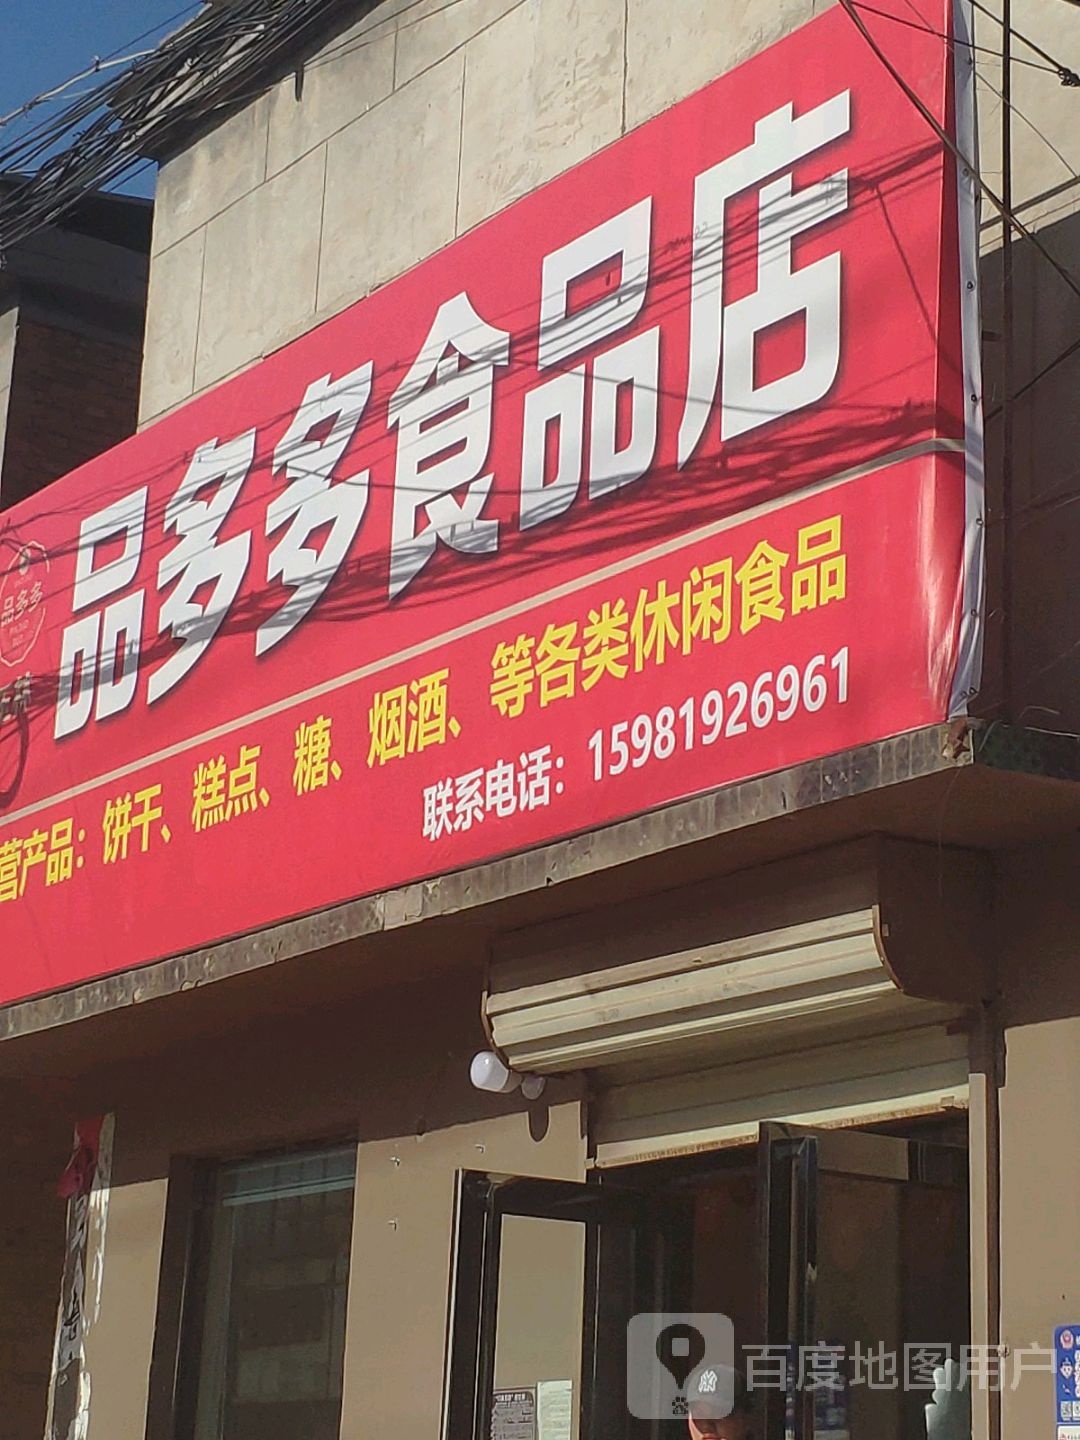 品多多食品店
品多多
营产品：饼干、糕点、糖、烟酒、等各类休闲食品
联系电话：15981926961
百度地图用户